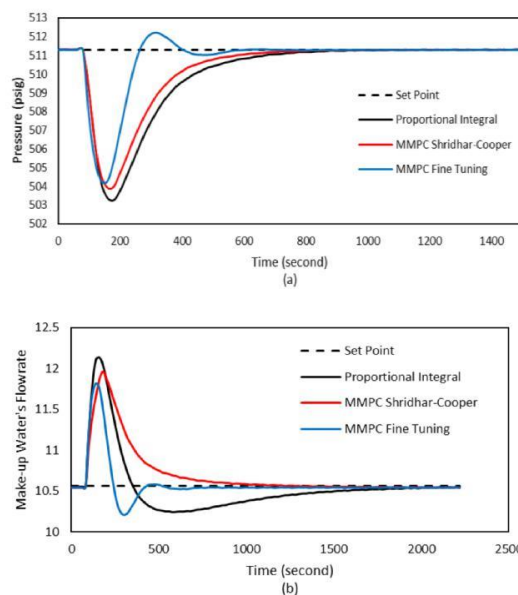 513
512
511
510
509
508
507
506
505
504
503
502
Pressure (psig)
Set Point
Proportional Integral
MMPC Shridhar-Cooper
MMPC Fine Tuning
0 200 400 600 800 1000 1200 1400
Time (second)
(a)
12.5
12
11.5
11
10.5
10
Make-up Water's Flowrate
Set Point
Proportional Integral
MMPC Shridhar-Cooper
MMPC Fine Tuning
0 500 1000 1500 2000 2500
Time (second)
(b)